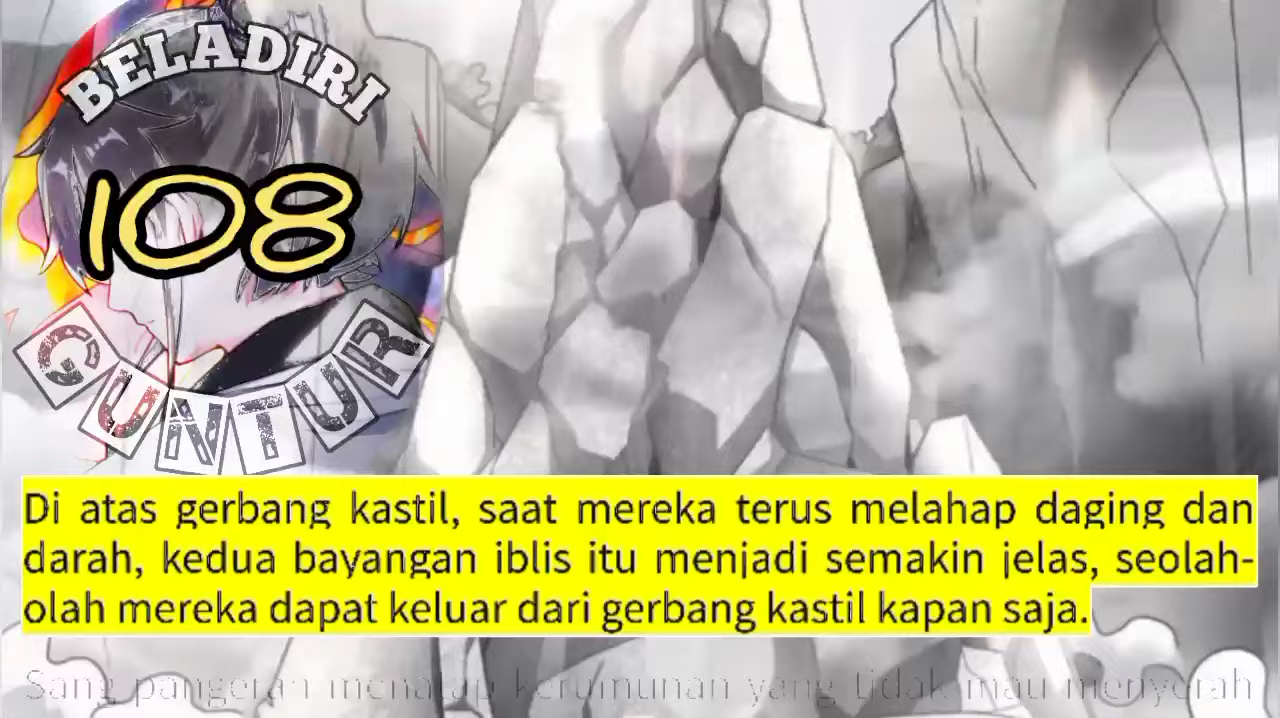 BELADIRI
108
GUNTUR
Di atas gerbang kastil, saat mereka terus melahap daging dan
darah, kedua bayangan iblis itu menjadi semakin jelas, seolah-
olah mereka dapat keluar dari gerbang kastil kapan saja.
Sang pangeran menatap kerumunan yang tidak mau menyerah